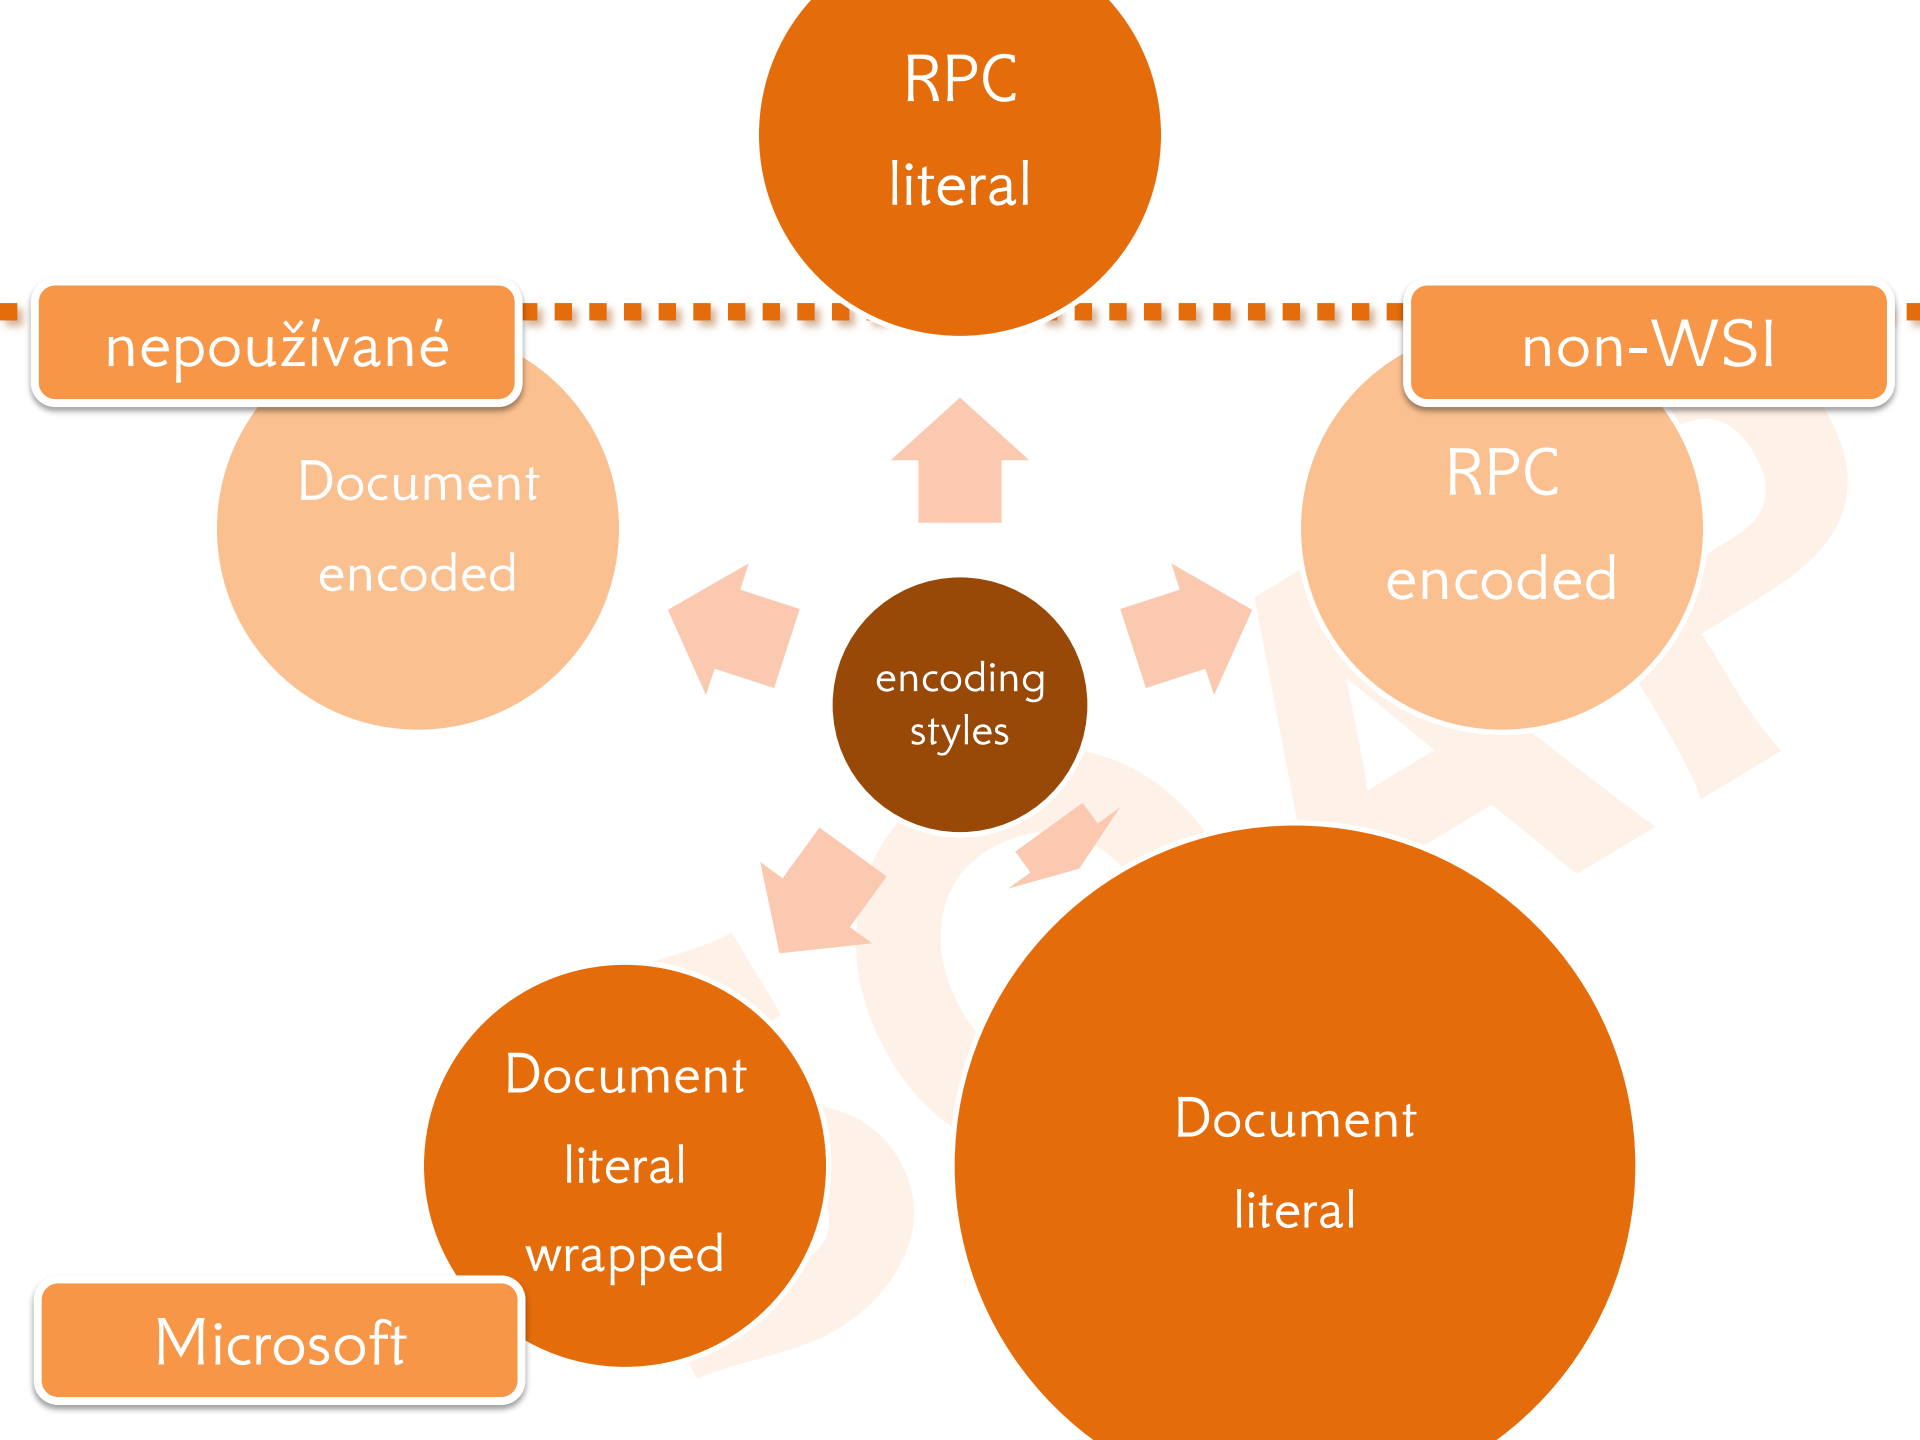 RPC
literal
nepoužívané
non-WSI
Document
encoded
RPC
encoded
encoding
styles
Document
literal
wrapped
Document
literal
Microsoft